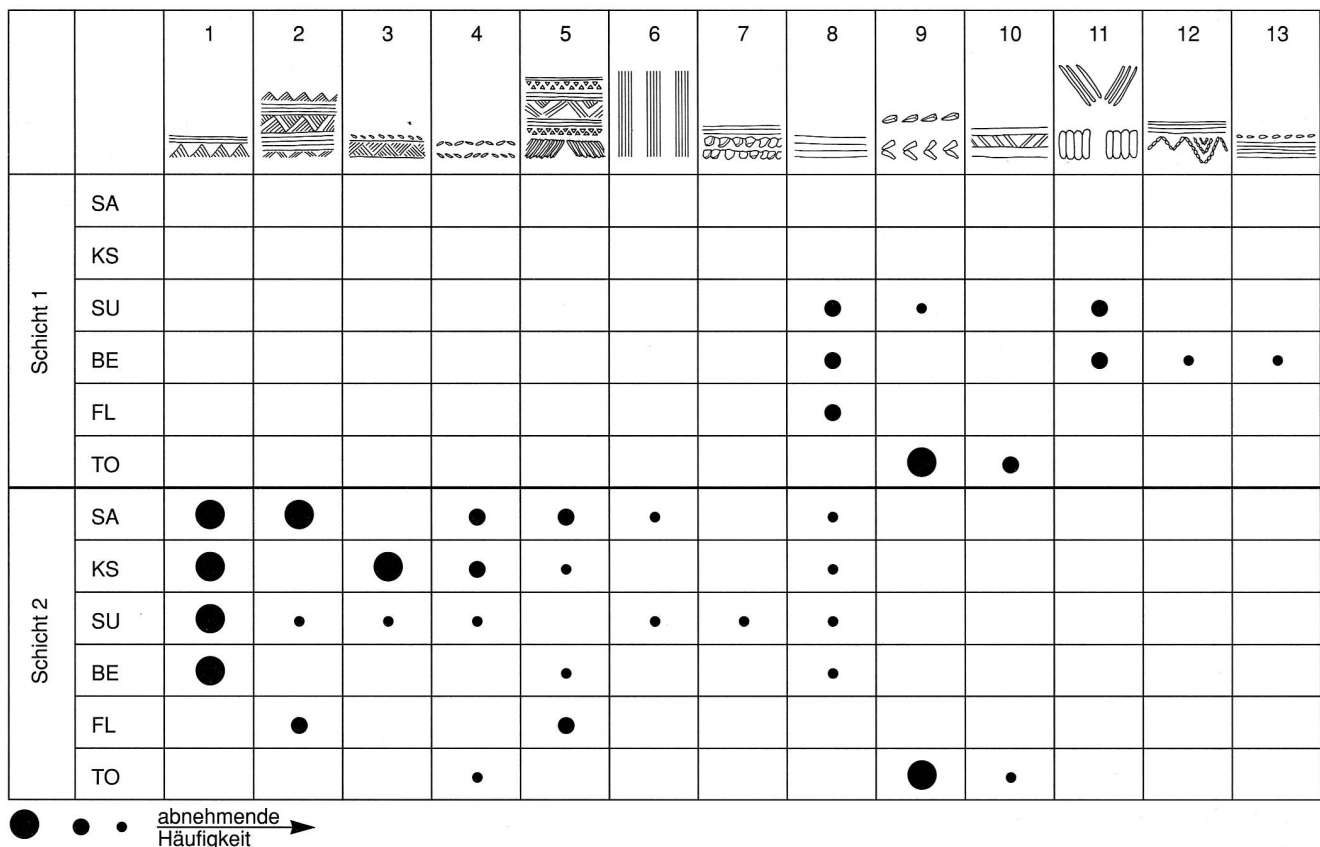 1 2 3 4 5 6 7 8 9 10 11 12 13
Schicht 1
SA
KS
SU
BE
FL
TO
Schicht 2
SA
KS
SU
BE
FL
TO
abnehmende
Häufigkeit